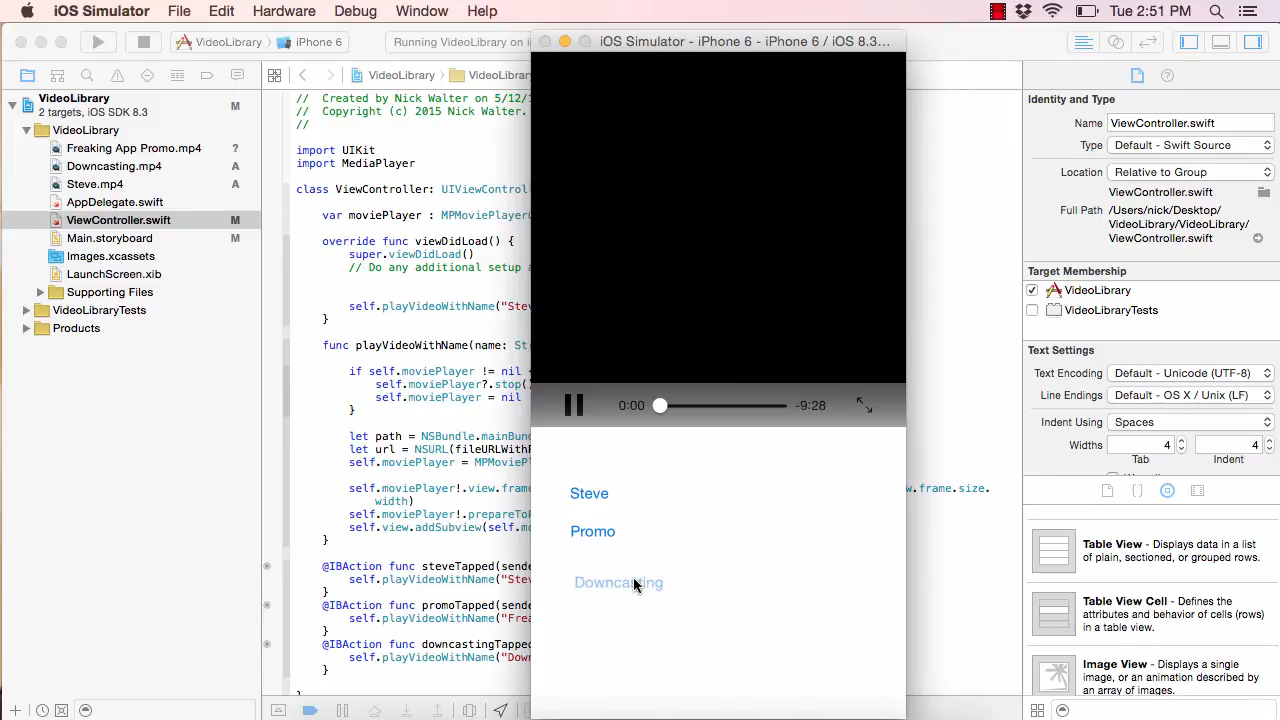 iOS Simulator File Edit Hardware Debug Window Help Tue 2:51 PM
VideoLibrary iPhone 6 Running VideoLibrary on i
iOS Simulator - iPhone 6 - iPhone 6 / iOS 8.3...
VideoLibrary
2 targets, iOS SDK 8.3
M
VideoLibrary
Freaking App Promo.mp4 ?
Downcasting.mp4 A
Steve.mp4 A
AppDelegate.swift
ViewController.swift M
Main.storyboard M
Images.xcassets
LaunchScreen.xib
Supporting Files
VideoLibraryTests
Products
VideoLibrary VideoLibrar
// Created by Nick Walter on 5/12/1
// Copyright (c) 2015 Nick Walter.
//
import UIKit
import MediaPlayer
class ViewController: UIViewControl
var moviePlayer : MPMoviePlayer
override func viewDidLoad() {
super.viewDidLoad()
// Do any additional setup a
self.playVideoWithName("Stev
}
func playVideoWithName(name: St
if self.moviePlayer != nil {
self.moviePlayer?.stop()
self.moviePlayer = nil
}
let path = NSBundle.mainBun
let url = NSURL(fileURLWithP
self.moviePlayer = MPMoviePl
self.moviePlayer!.view.frame
w.frame.size.
width)
self.moviePlayer!.prepareToP
self.view.addSubview(self.mo
}
@IBAction func steveTapped(sende
self.playVideoWithName("Stev
}
@IBAction func promoTapped(sende
self.playVideoWithName("Frea
}
@IBAction func downcastingTapped
self.playVideoWithName("Down
}
0:00 -9:28
Steve
Promo
Downcasting
Identity and Type
Name ViewController.swift
Type Default - Swift Source
Location Relative to Group
ViewController.swift
Full Path /Users/nick/Desktop/
VideoLibrary/VideoLibrary/
ViewController.swift
Target Membership
VideoLibrary
VideoLibraryTests
Text Settings
Text Encoding Default - Unicode (UTF-8)
Line Endings Default - OS X / Unix (LF)
Indent Using Spaces
Widths 4 4
Tab Indent
Table View - Displays data in a list
of plain, sectioned, or grouped rows.
Table View Cell - Defines the
attributes and behavior of cells (rows)
in a table view.
Image View - Displays a single
image, or an animation described by
an array of images.